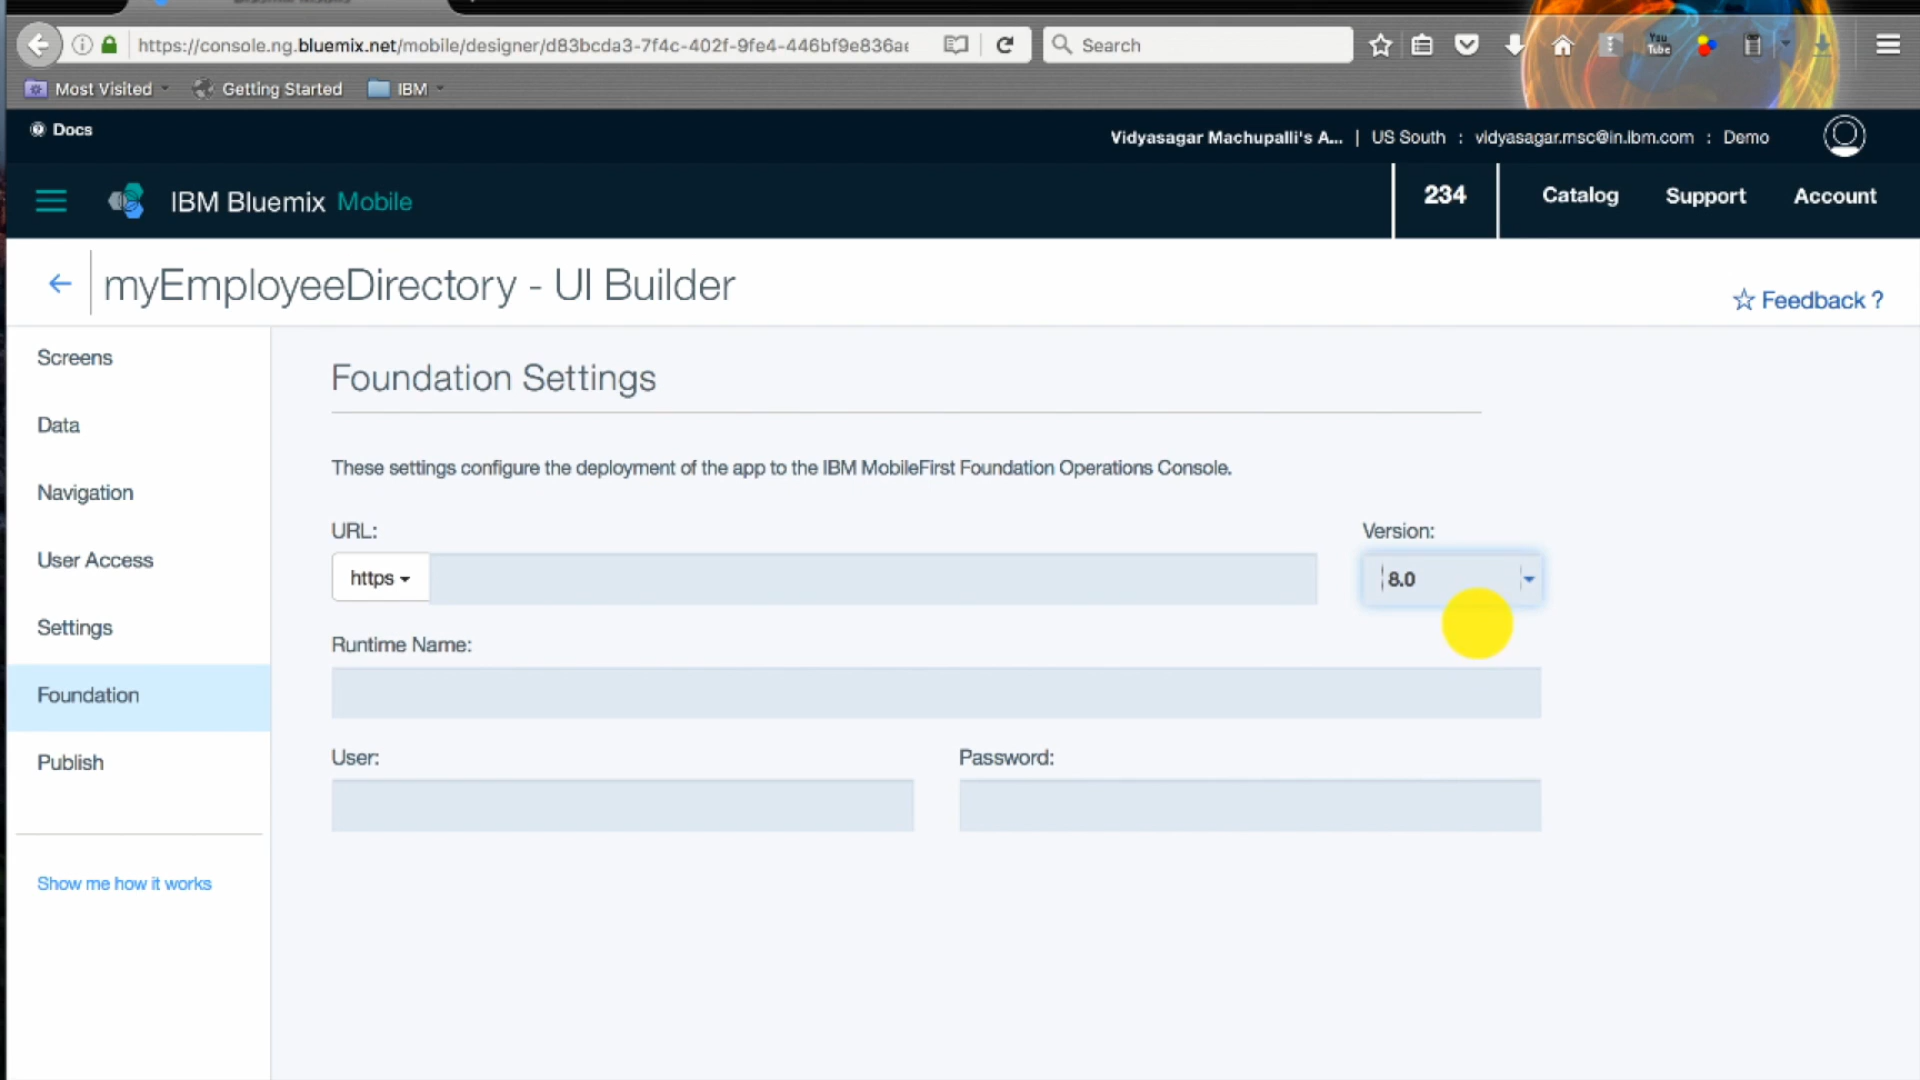 https://console.ng.bluemix.net/mobile/designer/d83bcda3-7f4c-402f-9fe4-446bf9e836ae
Search
You
Tube
Most Visited
Getting Started
IBM
Docs
Vidyasagar Machupalli's A... | US South : vidyasagar.msc@in.ibm.com : Demo
IBM Bluemix Mobile
234
Catalog
Support
Account
myEmployeeDirectory - UI Builder
Feedback ?
Screens
Data
Navigation
User Access
Settings
Foundation
Publish
Show me how it works
Foundation Settings
These settings configure the deployment of the app to the IBM MobileFirst Foundation Operations Console.
URL:
Version:
https
8.0
Runtime Name:
User:
Password: